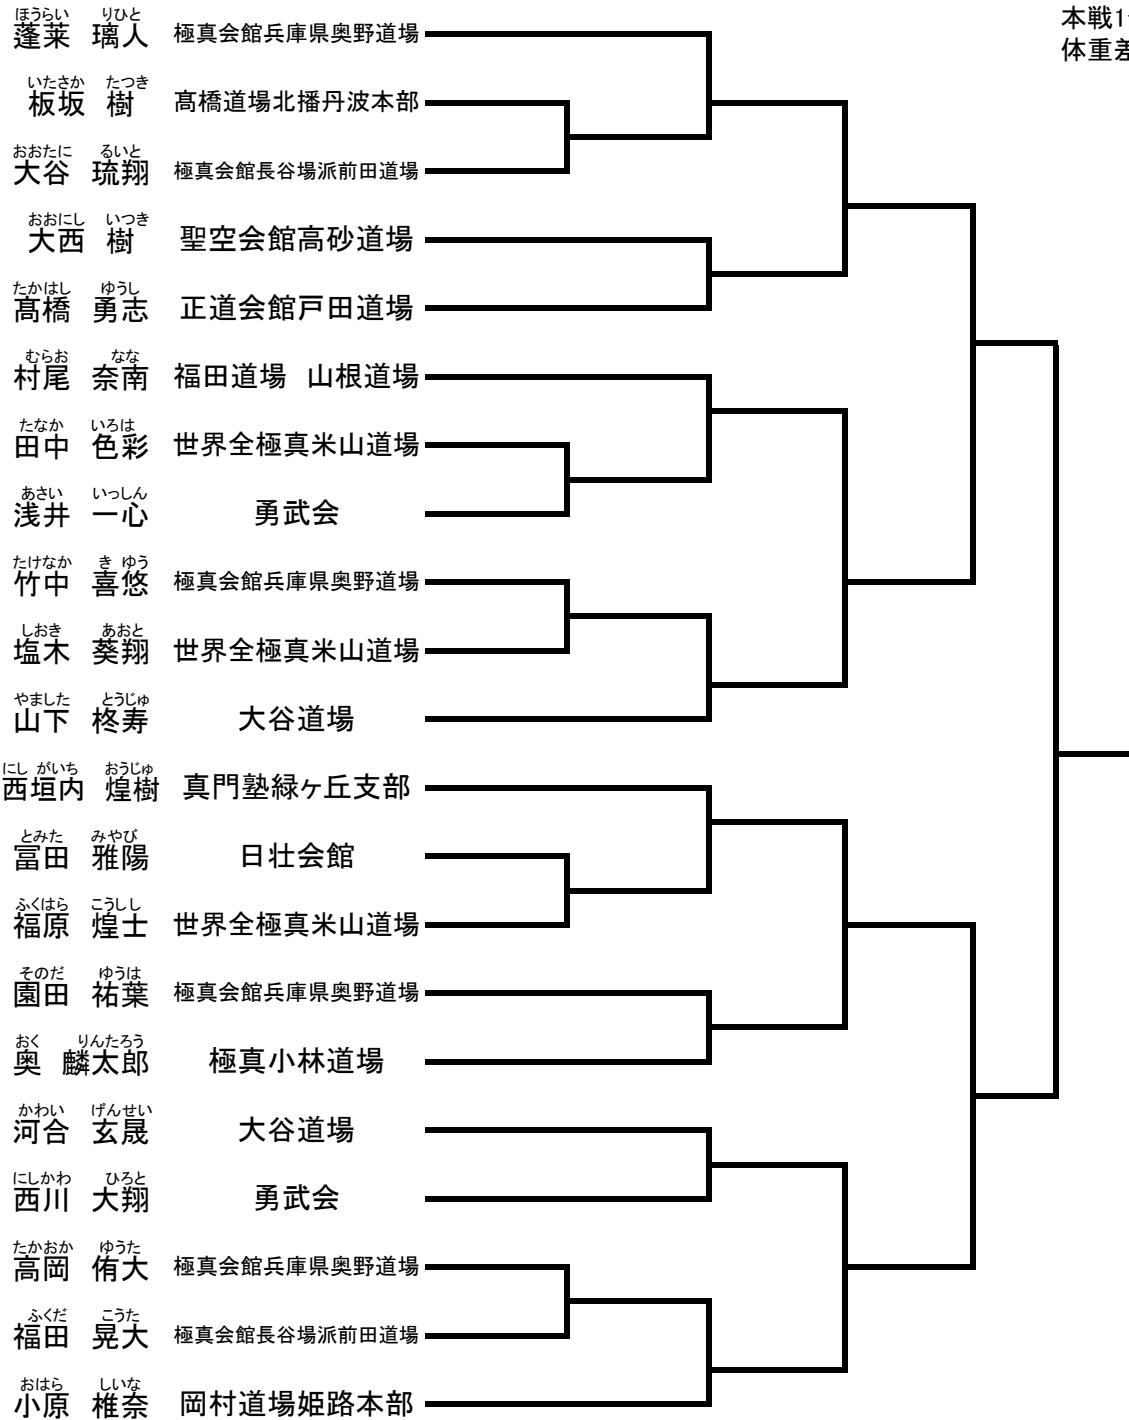 本戦1
体重差
ほうらい りひと
蓬莱 璃人 極真会館兵庫県奥野道場
いたさか たつき
板坂 樹 髙橋道場北播丹波本部
おおたに るいと
大谷 琉翔 極真会館長谷場派前田道場
おおにし いつき
大西 樹 聖空会館高砂道場
たかはし ゆうし
髙橋 勇志 正道会館戸田道場
むらお なな
村尾 奈南 福田道場 山根道場
たなか いろは
田中 色彩 世界全極真米山道場
あさい いっしん
浅井 一心 勇武会
たけなか き ゆう
竹中 喜悠 極真会館兵庫県奥野道場
しおき あおと
塩木 葵翔 世界全極真米山道場
やました とうじゅ
山下 柊寿 大谷道場
にし がいち おうじゅ
西垣内 煌樹 真門塾緑ヶ丘支部
とみた みやび
冨田 雅陽 日壮会館
ふくはら こうしし
福原 煌士 世界全極真米山道場
そのだ ゆうは
園田 祐葉 極真会館兵庫県奥野道場
おく りんたろう
奥 麟太郎 極真小林道場
かわい げんせい
河合 玄晟 大谷道場
にしかわ ひろと
西川 大翔 勇武会
たかおか ゆうた
高岡 侑大 極真会館兵庫県奥野道場
ふくだ こうた
福田 晃大 極真会館長谷場派前田道場
おはら しいな
小原 椎奈 岡村道場姫路本部